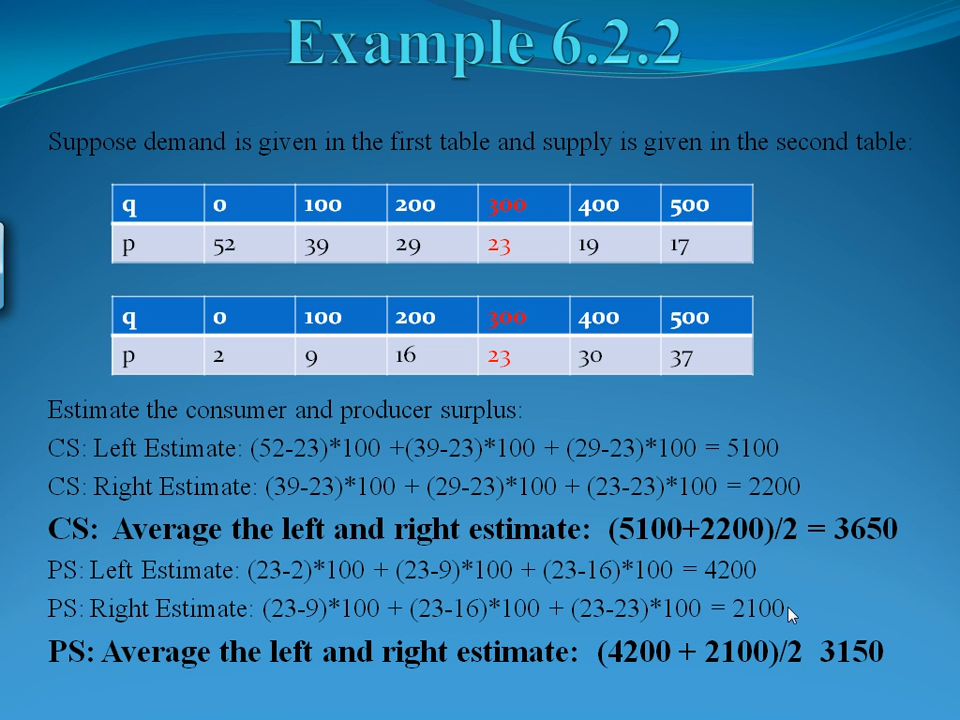 Example 6.2.2
Suppose demand is given in the first table and supply is given in the second table:
q 0 100 200 300 400 500
p 52 39 29 23 19 17
q 0 100 200 300 400 500
p 2 9 16 23 30 37
Estimate the consumer and producer surplus:
CS: Left Estimate: (52-23)*100 +(39-23)*100 + (29-23)*100 = 5100
CS: Right Estimate: (39-23)*100 + (29-23)*100 + (23-23)*100 = 2200
CS: Average the left and right estimate: (5100+2200)/2 = 3650
PS: Left Estimate: (23-2)*100 + (23-9)*100 + (23-16)*100 = 4200
PS: Right Estimate: (23-9)*100 + (23-16)*100 + (23-23)*100 = 2100
PS: Average the left and right estimate: (4200 + 2100)/2 3150